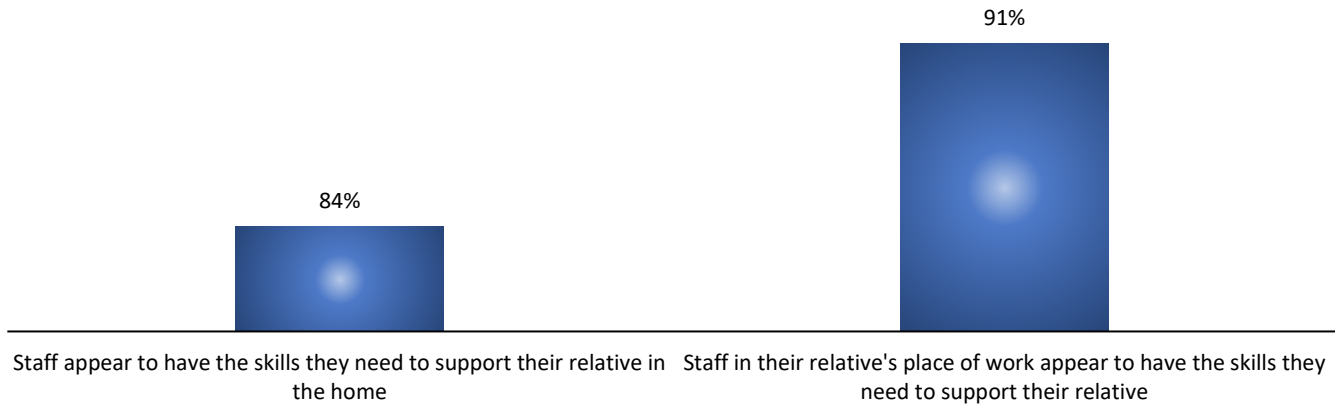 91%
84%
Staff appear to have the skills they need to support their relative in
the home
Staff in their relative's place of work appear to have the skills they
need to support their relative